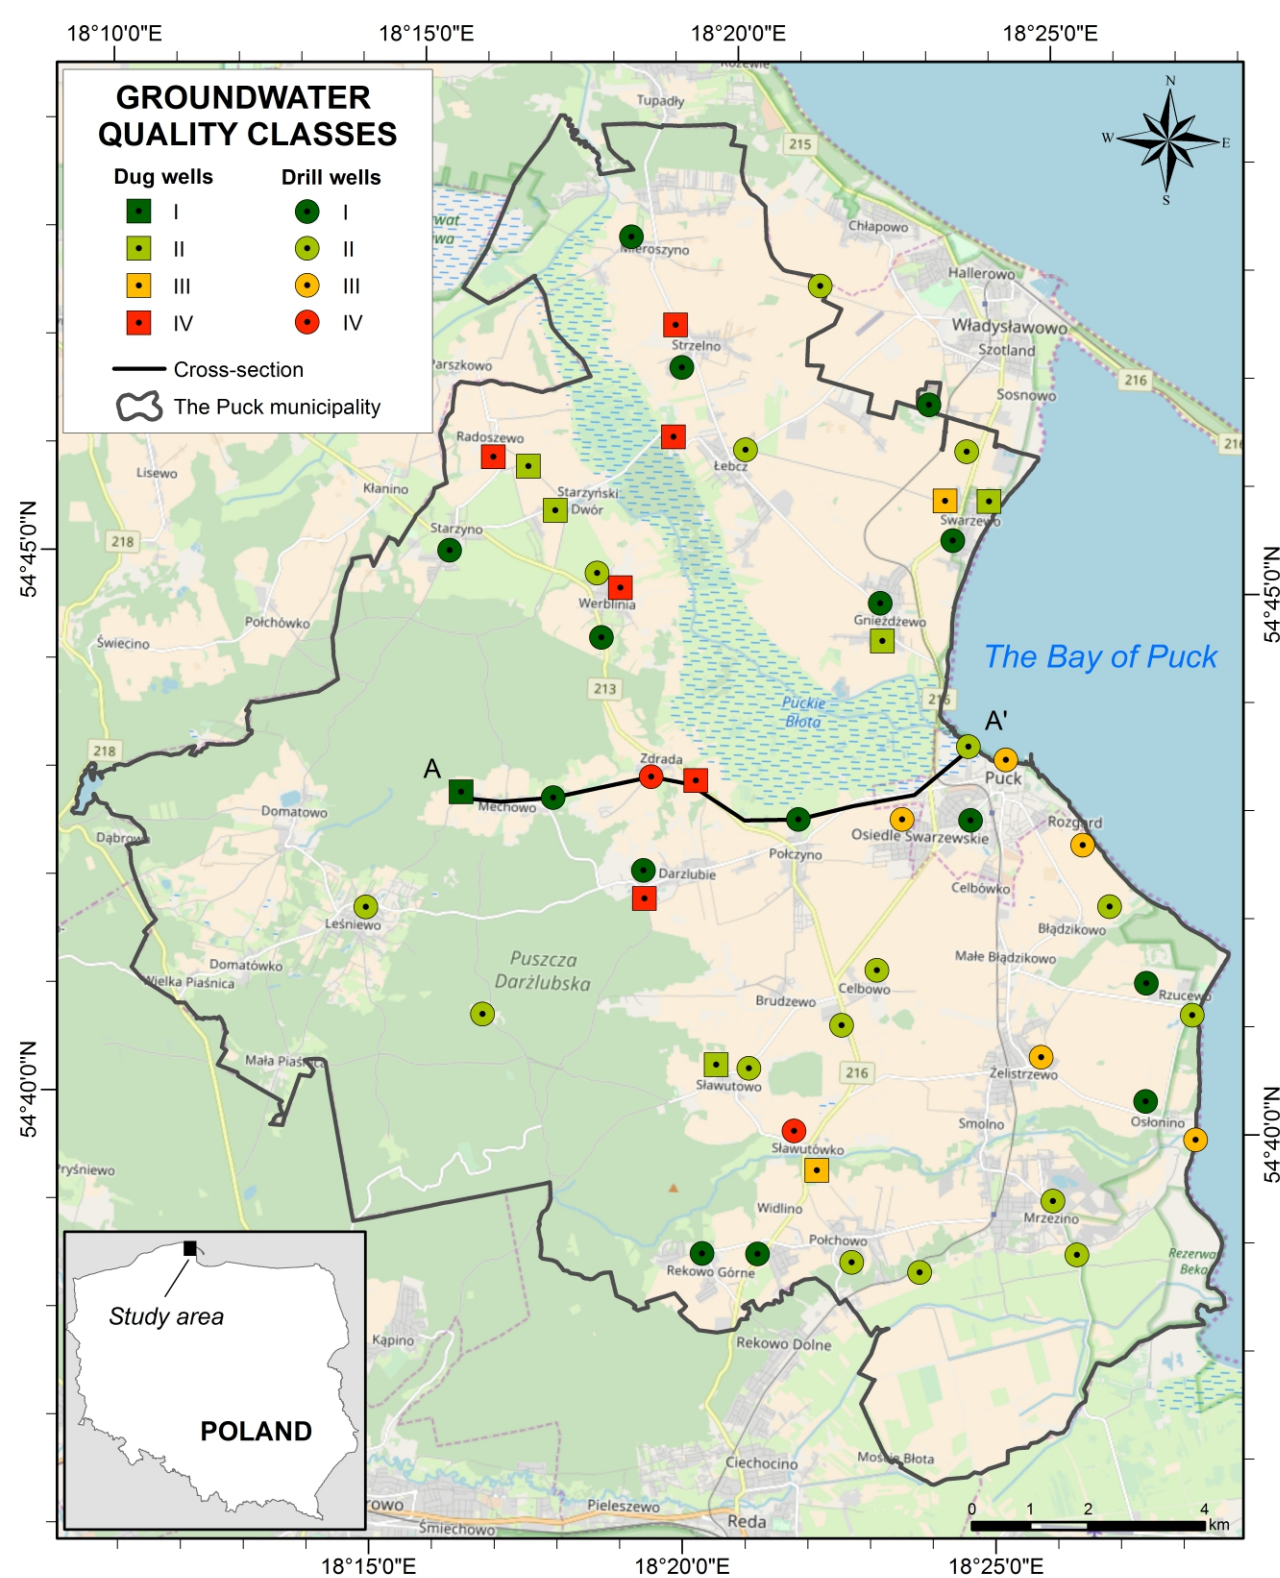 18°10'0"E
18°15'0"E
18°20'0"E
18°25'0"E
GROUNDWATER
QUALITY CLASSES
Dug wells
Drill wells
I
I
II
II
III
III
IV
IV
Cross-section
The Puck municipality
N
W
E
S
Tupadły
215
Chłapowo
Hallerowo
Mieroszyno
Władysławowo
Szotland
Strzelno
Parszkowo
216
Sosnowo
Radoszewo
Łebcz
Lisewo
Kłanino
Starzyński
Dwór
Swarzewo
Starzyno
218
54°45'0"N
54°45'0"N
Werblinia
Połchówko
Gnieżdżewo
Świecino
The Bay of Puck
213
216
Puckie
Błota
A'
218
Zdrada
A
Puck
Mechowo
Domatowo
Rozgard
Osiedle Swarzewskie
Dąbrowa
Połczyno
Darzlubie
Celbówko
Leśniewo
Błądzikowo
Puszcza
Darżlubska
Małe Błądzikowo
Domatówko
Wielka Piaśnica
Celbowo
Rzucewo
Brudzewo
Mała Piaśnica
216
Żelistrzewo
Sławutowo
54°40'0"N
54°40'0"N
Smolno
Osłonino
Sławutówko
Widlino
Mrzezino
Połchowo
Rekowo Górne
Rezerwa
Beka
Study area
POLAND
Kąpino
Rekowo Dolne
Ciechocino
Moście Błota
Pieleszewo
Śmiechowo
Reda
0
1
2
4
km
18°15'0"E
18°20'0"E
18°25'0"E